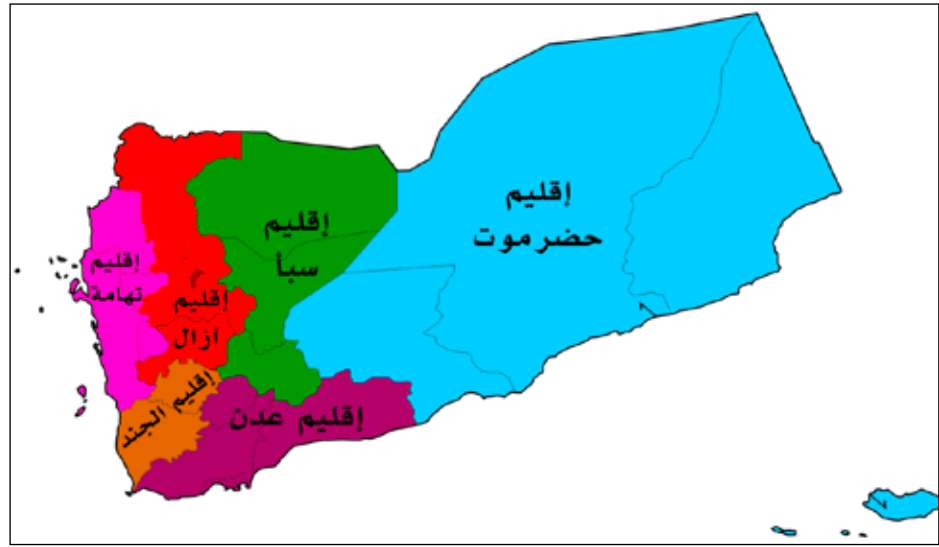 إقليم
حضرموت
إقليم
سبأ
إقليم
تهامة
إقليم
أزال
إقليم الجند
إقليم عدن